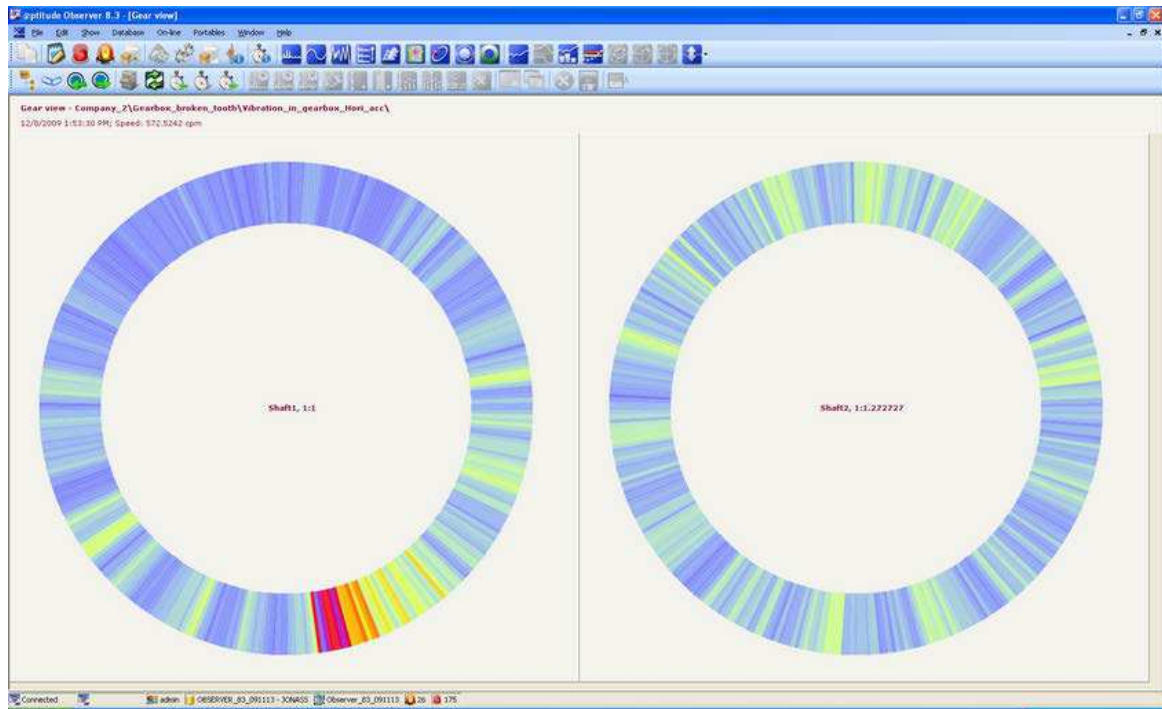 @ptitude Observer 8.3 - [Gear view]
File Edit Show Database On-line Portables Window Help
Gear view - Company_2\Gearbox_broken_tooth\Vibration_in_gearbox_Hori_acc\
12/8/2009 1:53:30 PM; Speed: 572.5242 cpm
Shaft1, 1:1
Shaft2, 1:1.272727
Connected admin OBSERVER_83_091113 - JONASS Observer_83_091113 26 175